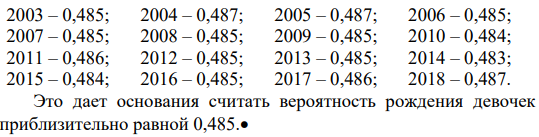 2003 – 0,485; 2004 – 0,487; 2005 – 0,487; 2006 – 0,485;
2007 – 0,485; 2008 – 0,485; 2009 – 0,485; 2010 – 0,484;
2011 – 0,486; 2012 – 0,485; 2013 – 0,485; 2014 – 0,483;
2015 – 0,484; 2016 – 0,485; 2017 – 0,486; 2018 – 0,487.
Это дает основания считать вероятность рождения девочек
приблизительно равной 0,485.•